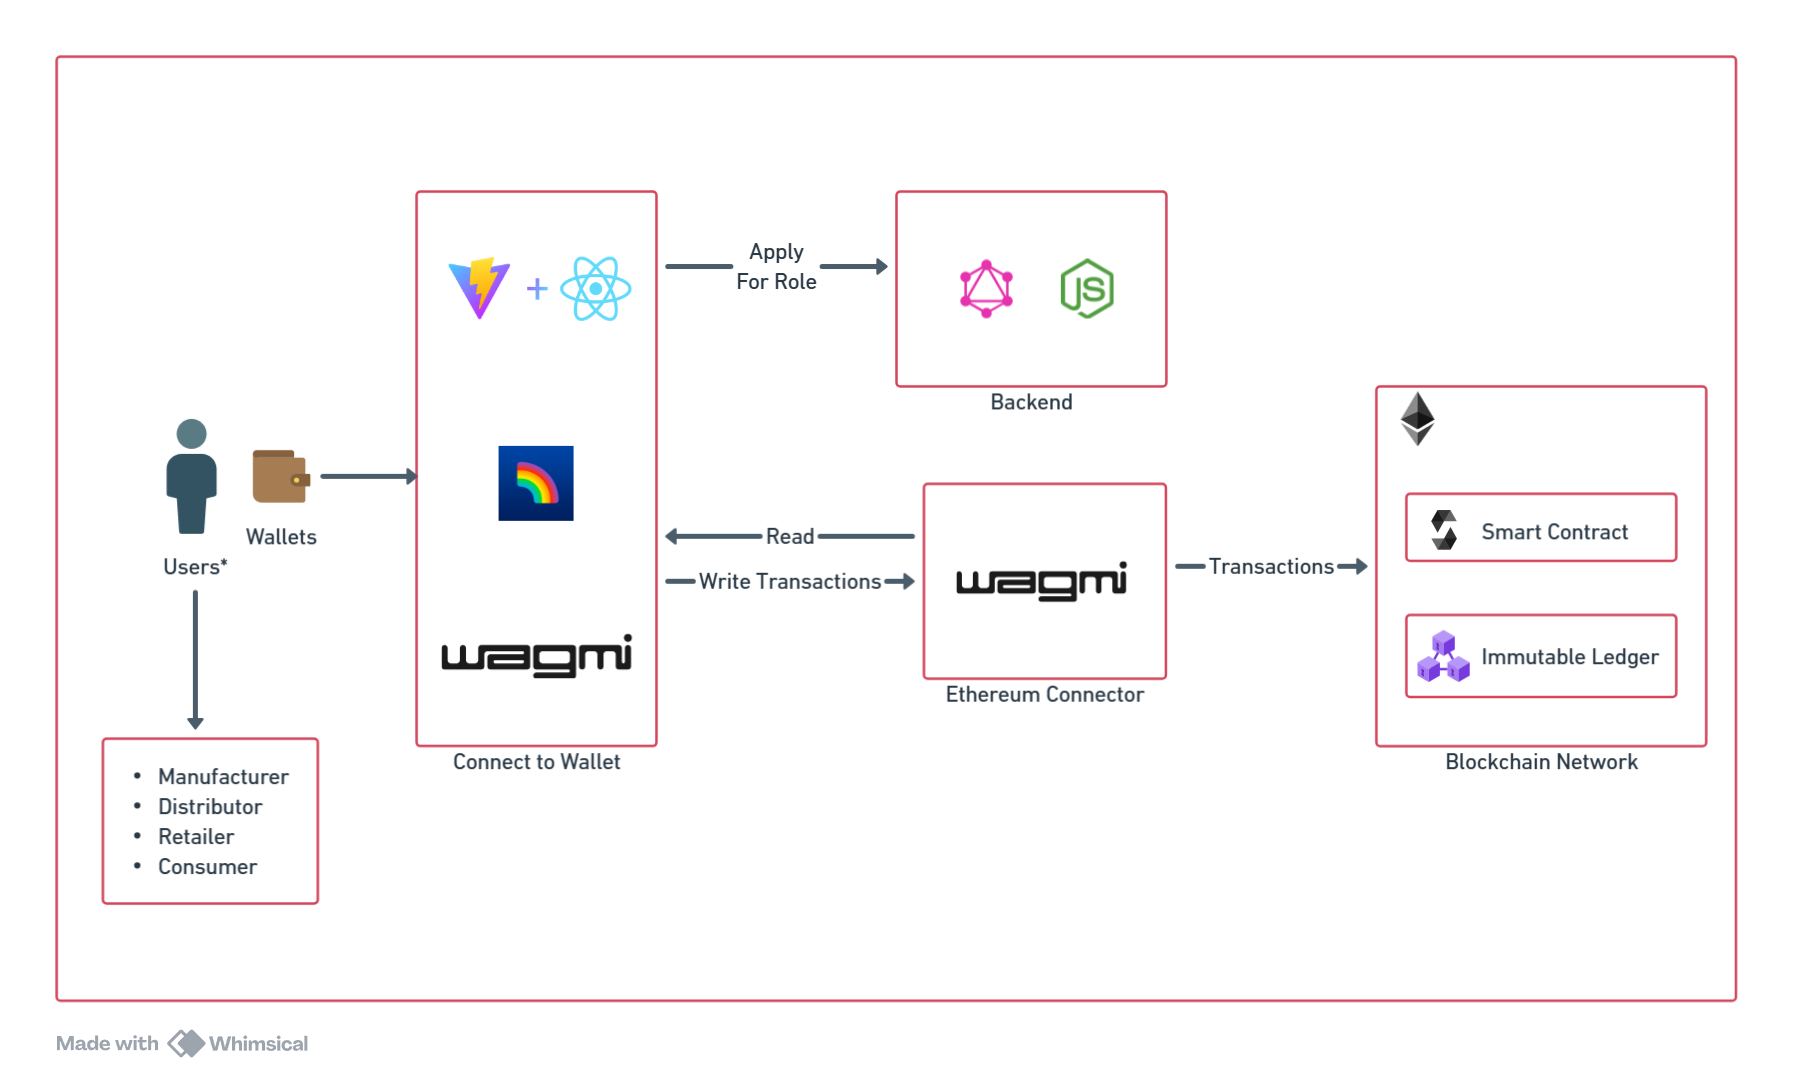 Apply
For Role
JS
Backend
Wallets
Users*
Read
Write Transactions
wagmi
Transactions
Smart Contract
Immutable Ledger
wagmi
Ethereum Connector
Connect to Wallet
Blockchain Network
• Manufacturer
• Distributor
• Retailer
• Consumer
Made with Whimsical